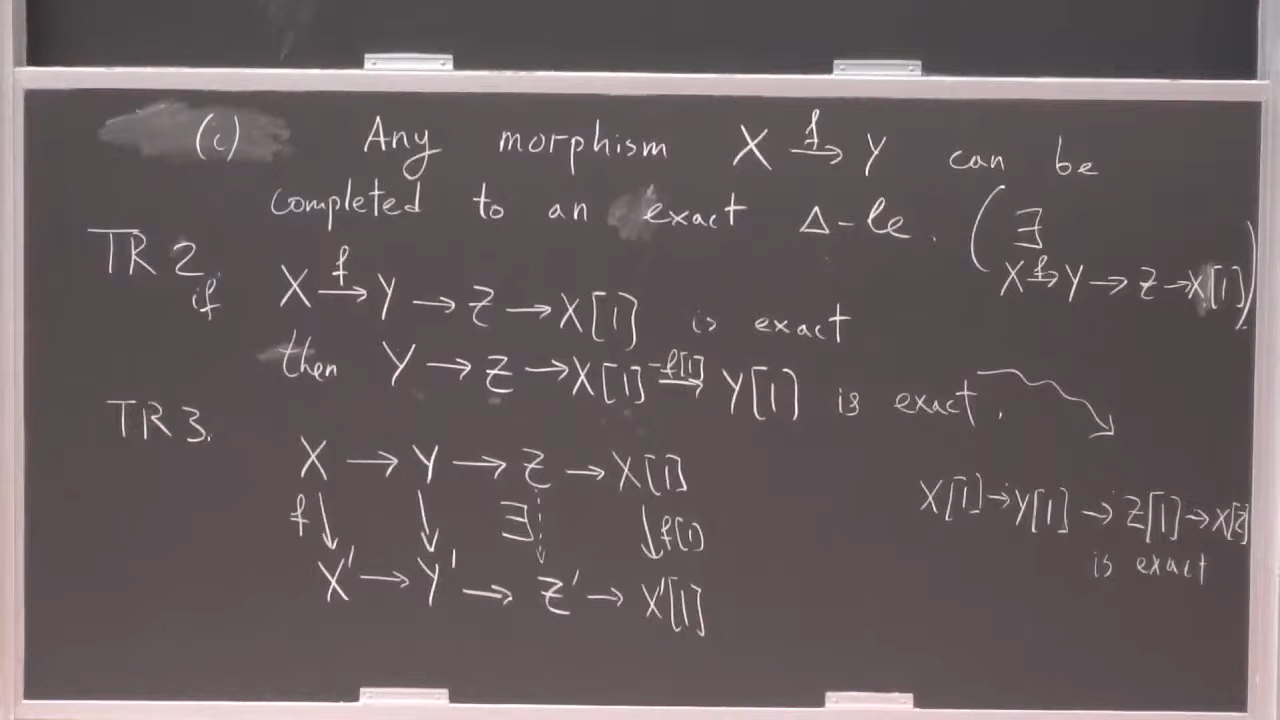 (c) Any morphism X —f→ Y can be
completed to an exact Δ-le. (∃
X —f→ Y → Z → X[1])
TR 2.
if X —f→ Y → Z → X[1] is exact
then Y → Z → X[1] —-f[1]→ Y[1] is exact.
TR 3.
X → Y → Z → X[1]
f ↓ ↓ ∃ ⇣ ↓ f[1]
X' → Y' → Z' → X'[1]
X[1] → Y[1] → Z[1] → X[2]
is exact